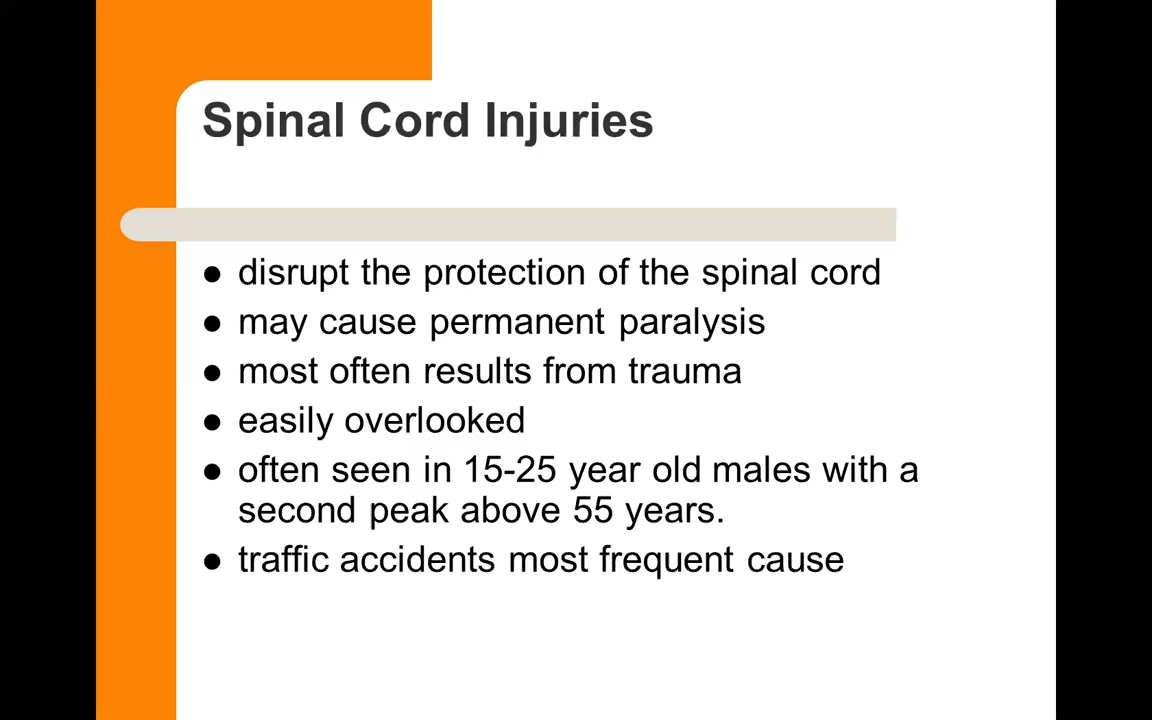 Spinal Cord Injuries
● disrupt the protection of the spinal cord
● may cause permanent paralysis
● most often results from trauma
● easily overlooked
● often seen in 15-25 year old males with a
second peak above 55 years.
● traffic accidents most frequent cause